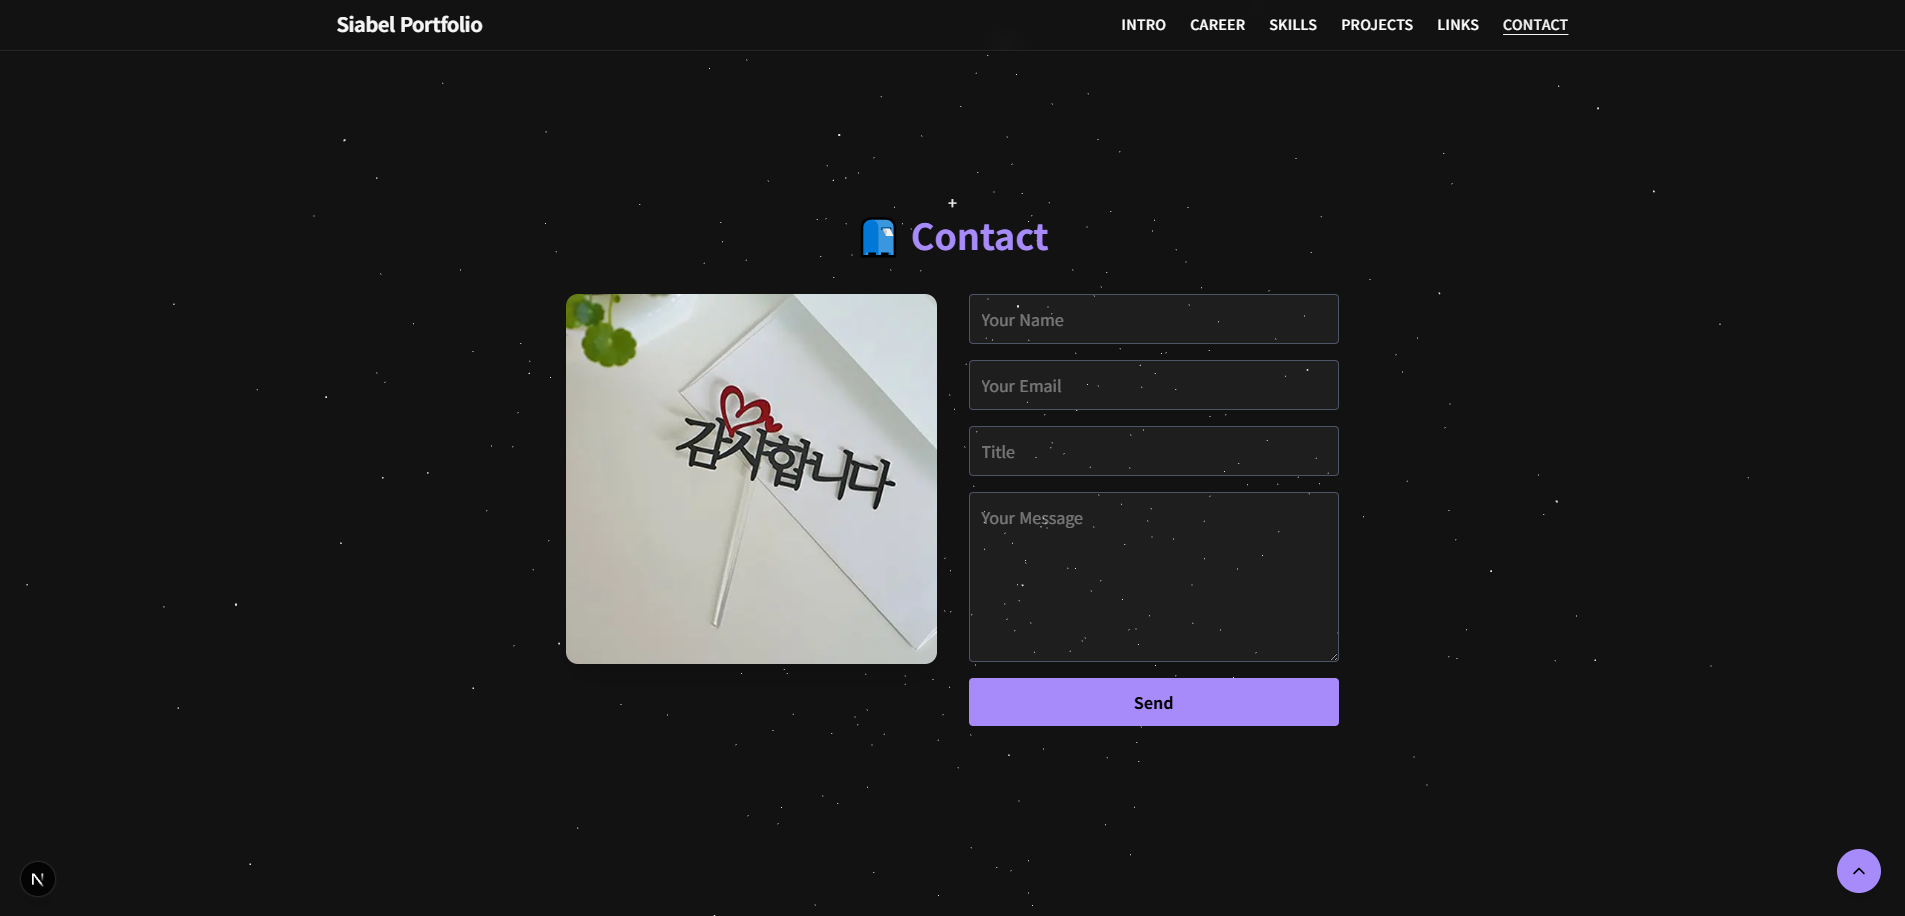 Siabel Portfolio
INTRO CAREER SKILLS PROJECTS LINKS CONTACT
+
Contact
감사합니다
Your Name
Your Email
Title
Your Message
Send
N